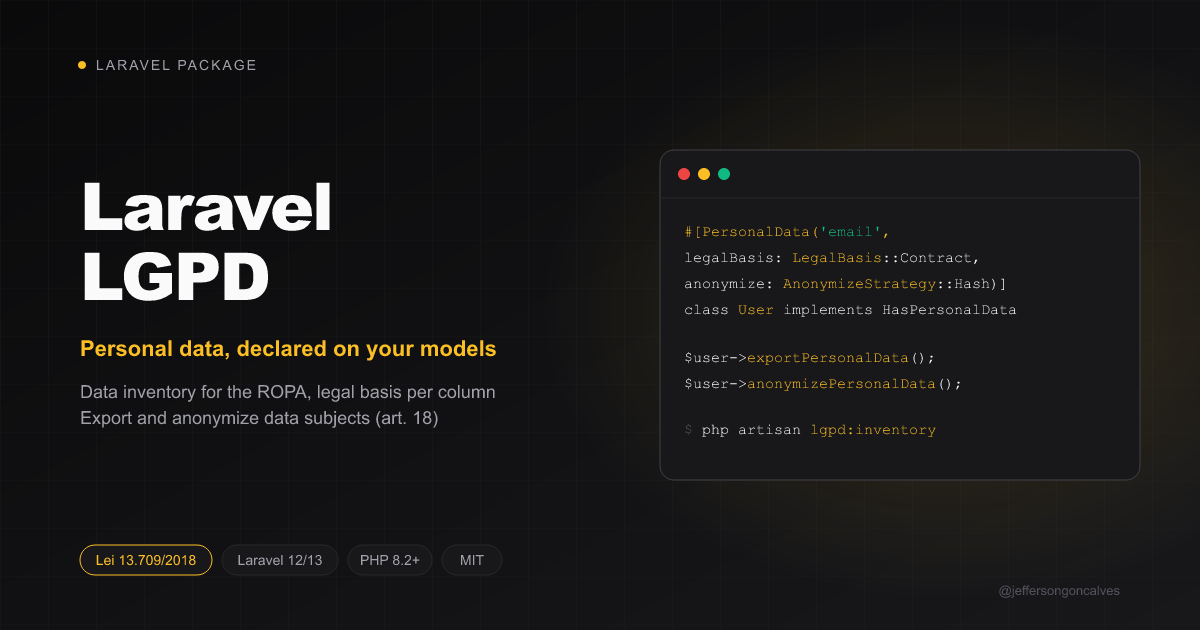 LARAVEL PACKAGE
Laravel
LGPD
Personal data, declared on your models
Data inventory for the ROPA, legal basis per column
Export and anonymize data subjects (art. 18)
Lei 13.709/2018
Laravel 12/13
PHP 8.2+
MIT
#[PersonalData('email',
legalBasis: LegalBasis::Contract,
anonymize: AnonymizeStrategy::Hash)]
class User implements HasPersonalData
$user->exportPersonalData();
$user->anonymizePersonalData();
$ php artisan lgpd:inventory
@jeffersongoncalves